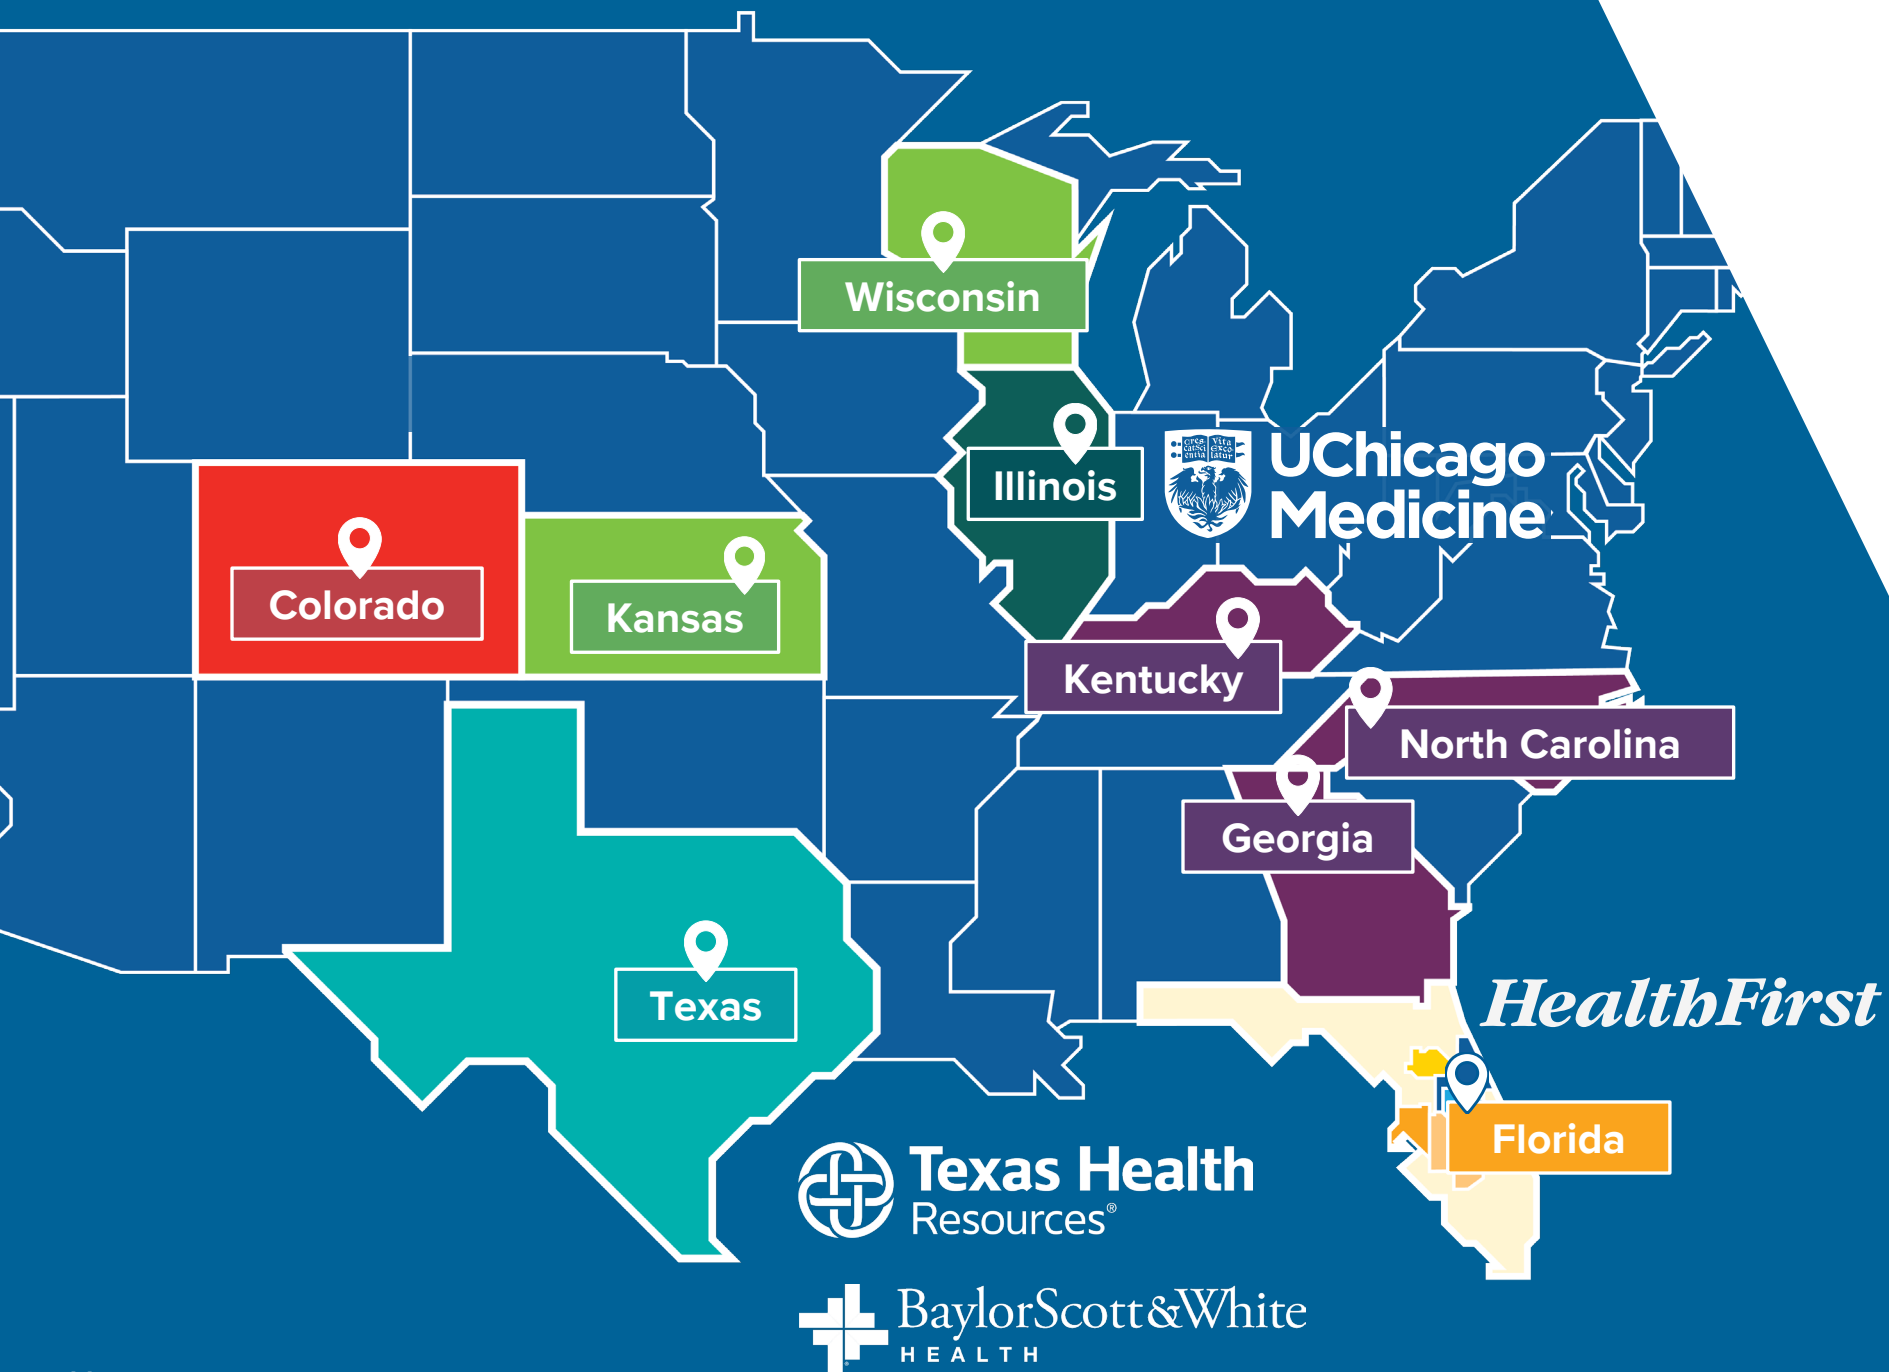 Wisconsin
Illinois
UChicago
Medicine
Colorado
Kansas
Kentucky
North Carolina
Georgia
Texas
HealthFirst
Florida
Texas Health
Resources®
BaylorScott&White
HEALTH